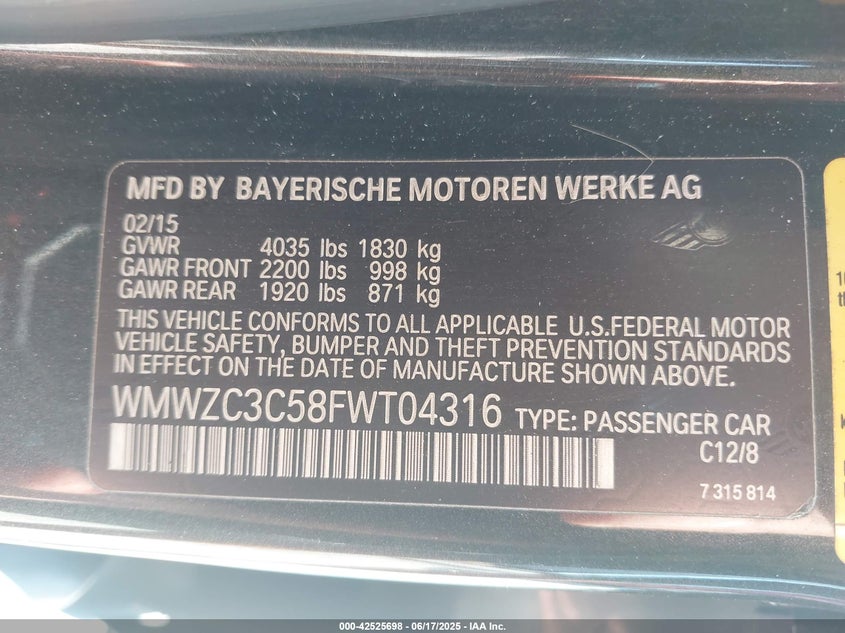 MFD BY BAYERISCHE MOTOREN WERKE AG
02/15
GVWR 4035 lbs 1830 kg
GAWR FRONT 2200 lbs 998 kg
GAWR REAR 1920 lbs 871 kg
THIS VEHICLE CONFORMS TO ALL APPLICABLE U.S.FEDERAL MOTOR
VEHICLE SAFETY, BUMPER AND THEFT PREVENTION STANDARDS
IN EFFECT ON THE DATE OF MANUFACTURE SHOWN ABOVE.
WMWZC3C58FWT04316 TYPE: PASSENGER CAR
C12/8
7 315 814
000-42525698 - 06/17/2025 - IAA Inc.